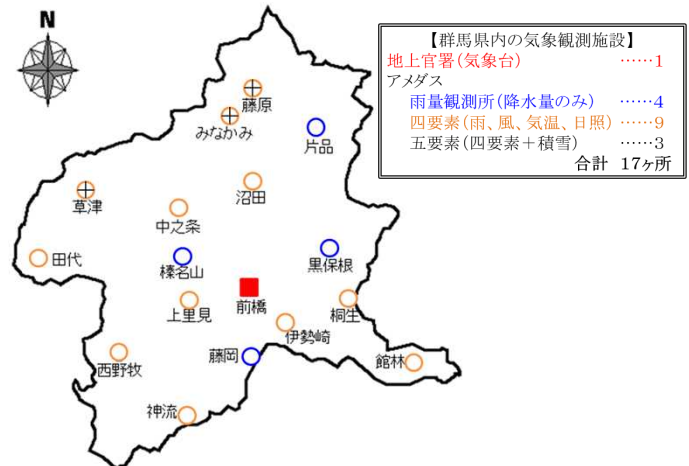 N
【群馬県内の気象観測施設】
地上官署(気象台) ……1
アメダス
雨量観測所(降水量のみ) ……4
四要素(雨、風、気温、日照) ……9
五要素(四要素＋積雪) ……3
合計 17ヶ所
藤原
みなかみ
片品
沼田
草津
中之条
田代
榛名山
黒保根
前橋
上里見
桐生
伊勢崎
藤岡
西野牧
館林
神流